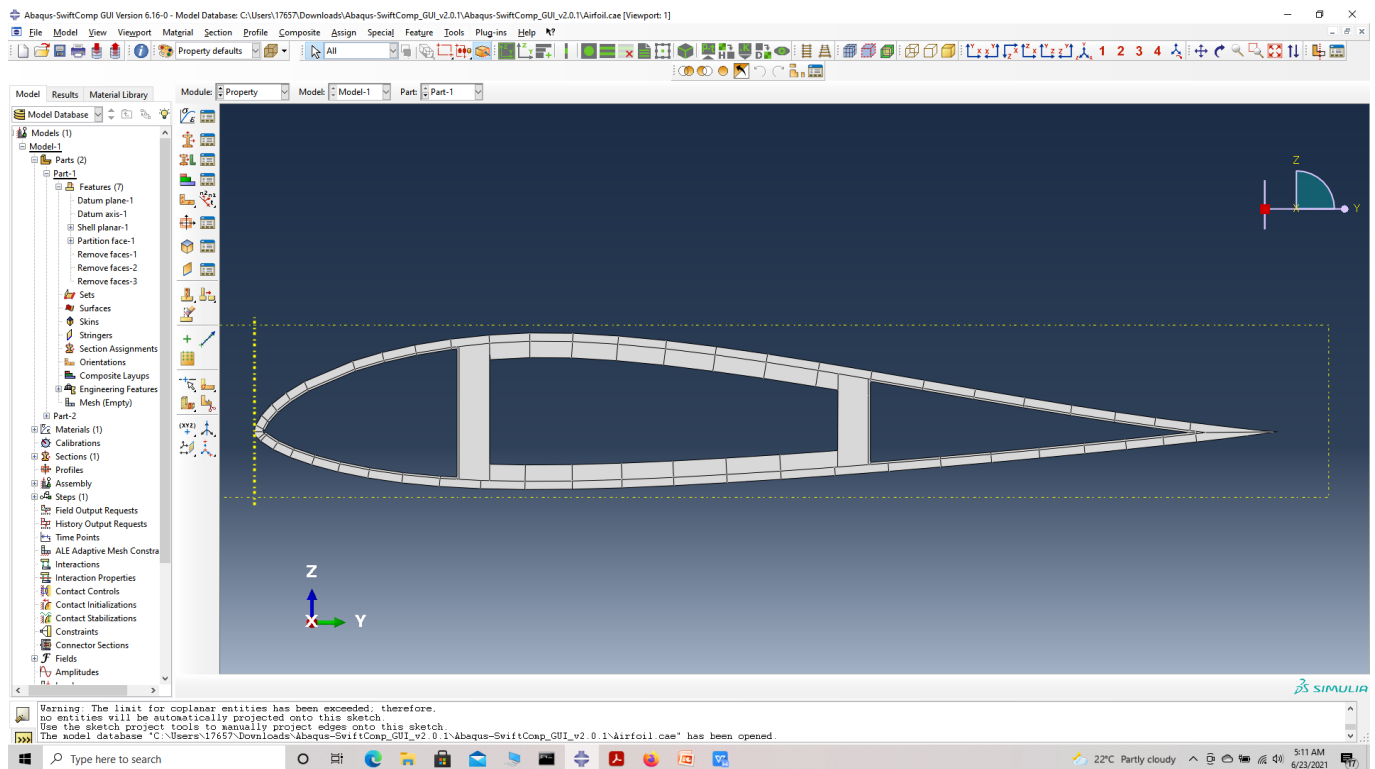 Abaqus-SwiftComp GUI Version 6.16-0 - Model Database: C:\Users\17657\Downloads\Abaqus-SwiftComp_GUI_v2.0.1\Abaqus-SwiftComp_GUI_v2.0.1\Airfoil.cae [Viewport: 1]
File Model View Viewport Material Section Profile Composite Assign Special Feature Tools Plug-ins Help
Property defaults All 1 2 3 4
Model Results Material Library Module: Property Model: Model-1 Part: Part-1
Model Database
Models (1)
Model-1
Parts (2)
Part-1
Features (7)
Datum plane-1
Datum axis-1
Shell planar-1
Partition face-1
Remove faces-1
Remove faces-2
Remove faces-3
Sets
Surfaces
Skins
Stringers
Section Assignments
Orientations
Composite Layups
Engineering Features
Mesh (Empty)
Part-2
Materials (1)
Calibrations
Sections (1)
Profiles
Assembly
Steps (1)
Field Output Requests
History Output Requests
Time Points
ALE Adaptive Mesh Constra
Interactions
Interaction Properties
Contact Controls
Contact Initializations
Contact Stabilizations
Constraints
Connector Sections
Fields
Amplitudes
(XYZ)
Z
X Y
Z
X Y
SIMULIA
Warning: The limit for coplanar entities has been exceeded; therefore,
no entities will be automatically projected onto this sketch.
Use the sketch project tools to manually project edges onto this sketch.
The model database "C:\Users\17657\Downloads\Abaqus-SwiftComp_GUI_v2.0.1\Abaqus-SwiftComp_GUI_v2.0.1\Airfoil.cae" has been opened.
Type here to search
22°C Partly cloudy
5:11 AM
6/23/2021